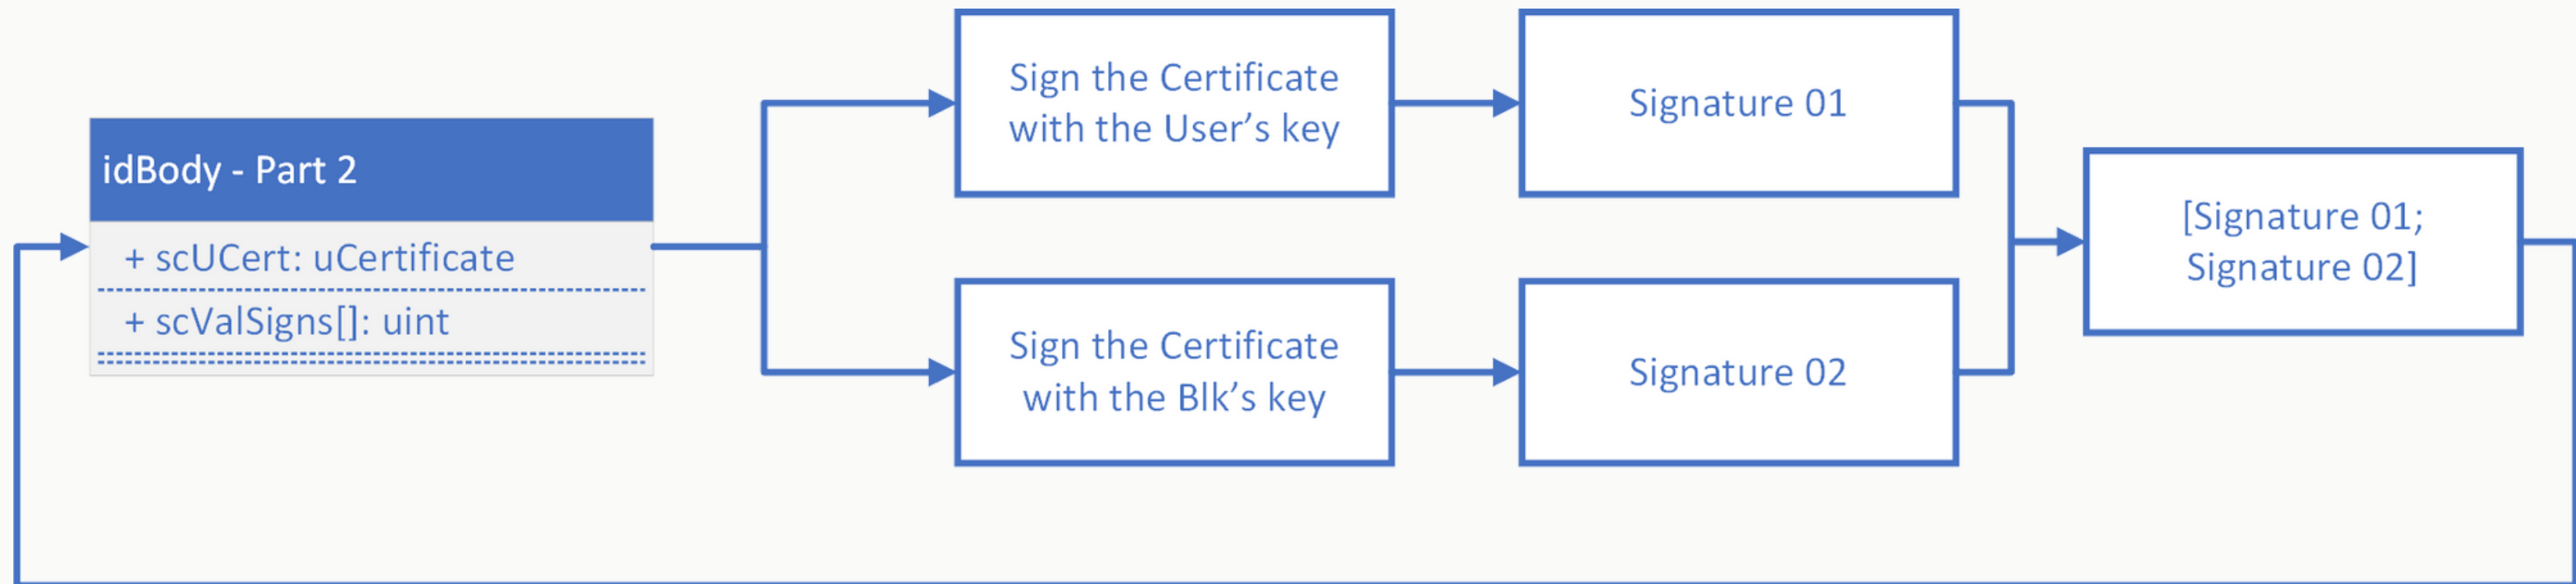 idBody - Part 2
+ scUCert: uCertificate
+ scValSigns[]: uint
Sign the Certificate
with the User’s key
Signature 01
Sign the Certificate
with the Blk’s key
Signature 02
[Signature 01;
Signature 02]